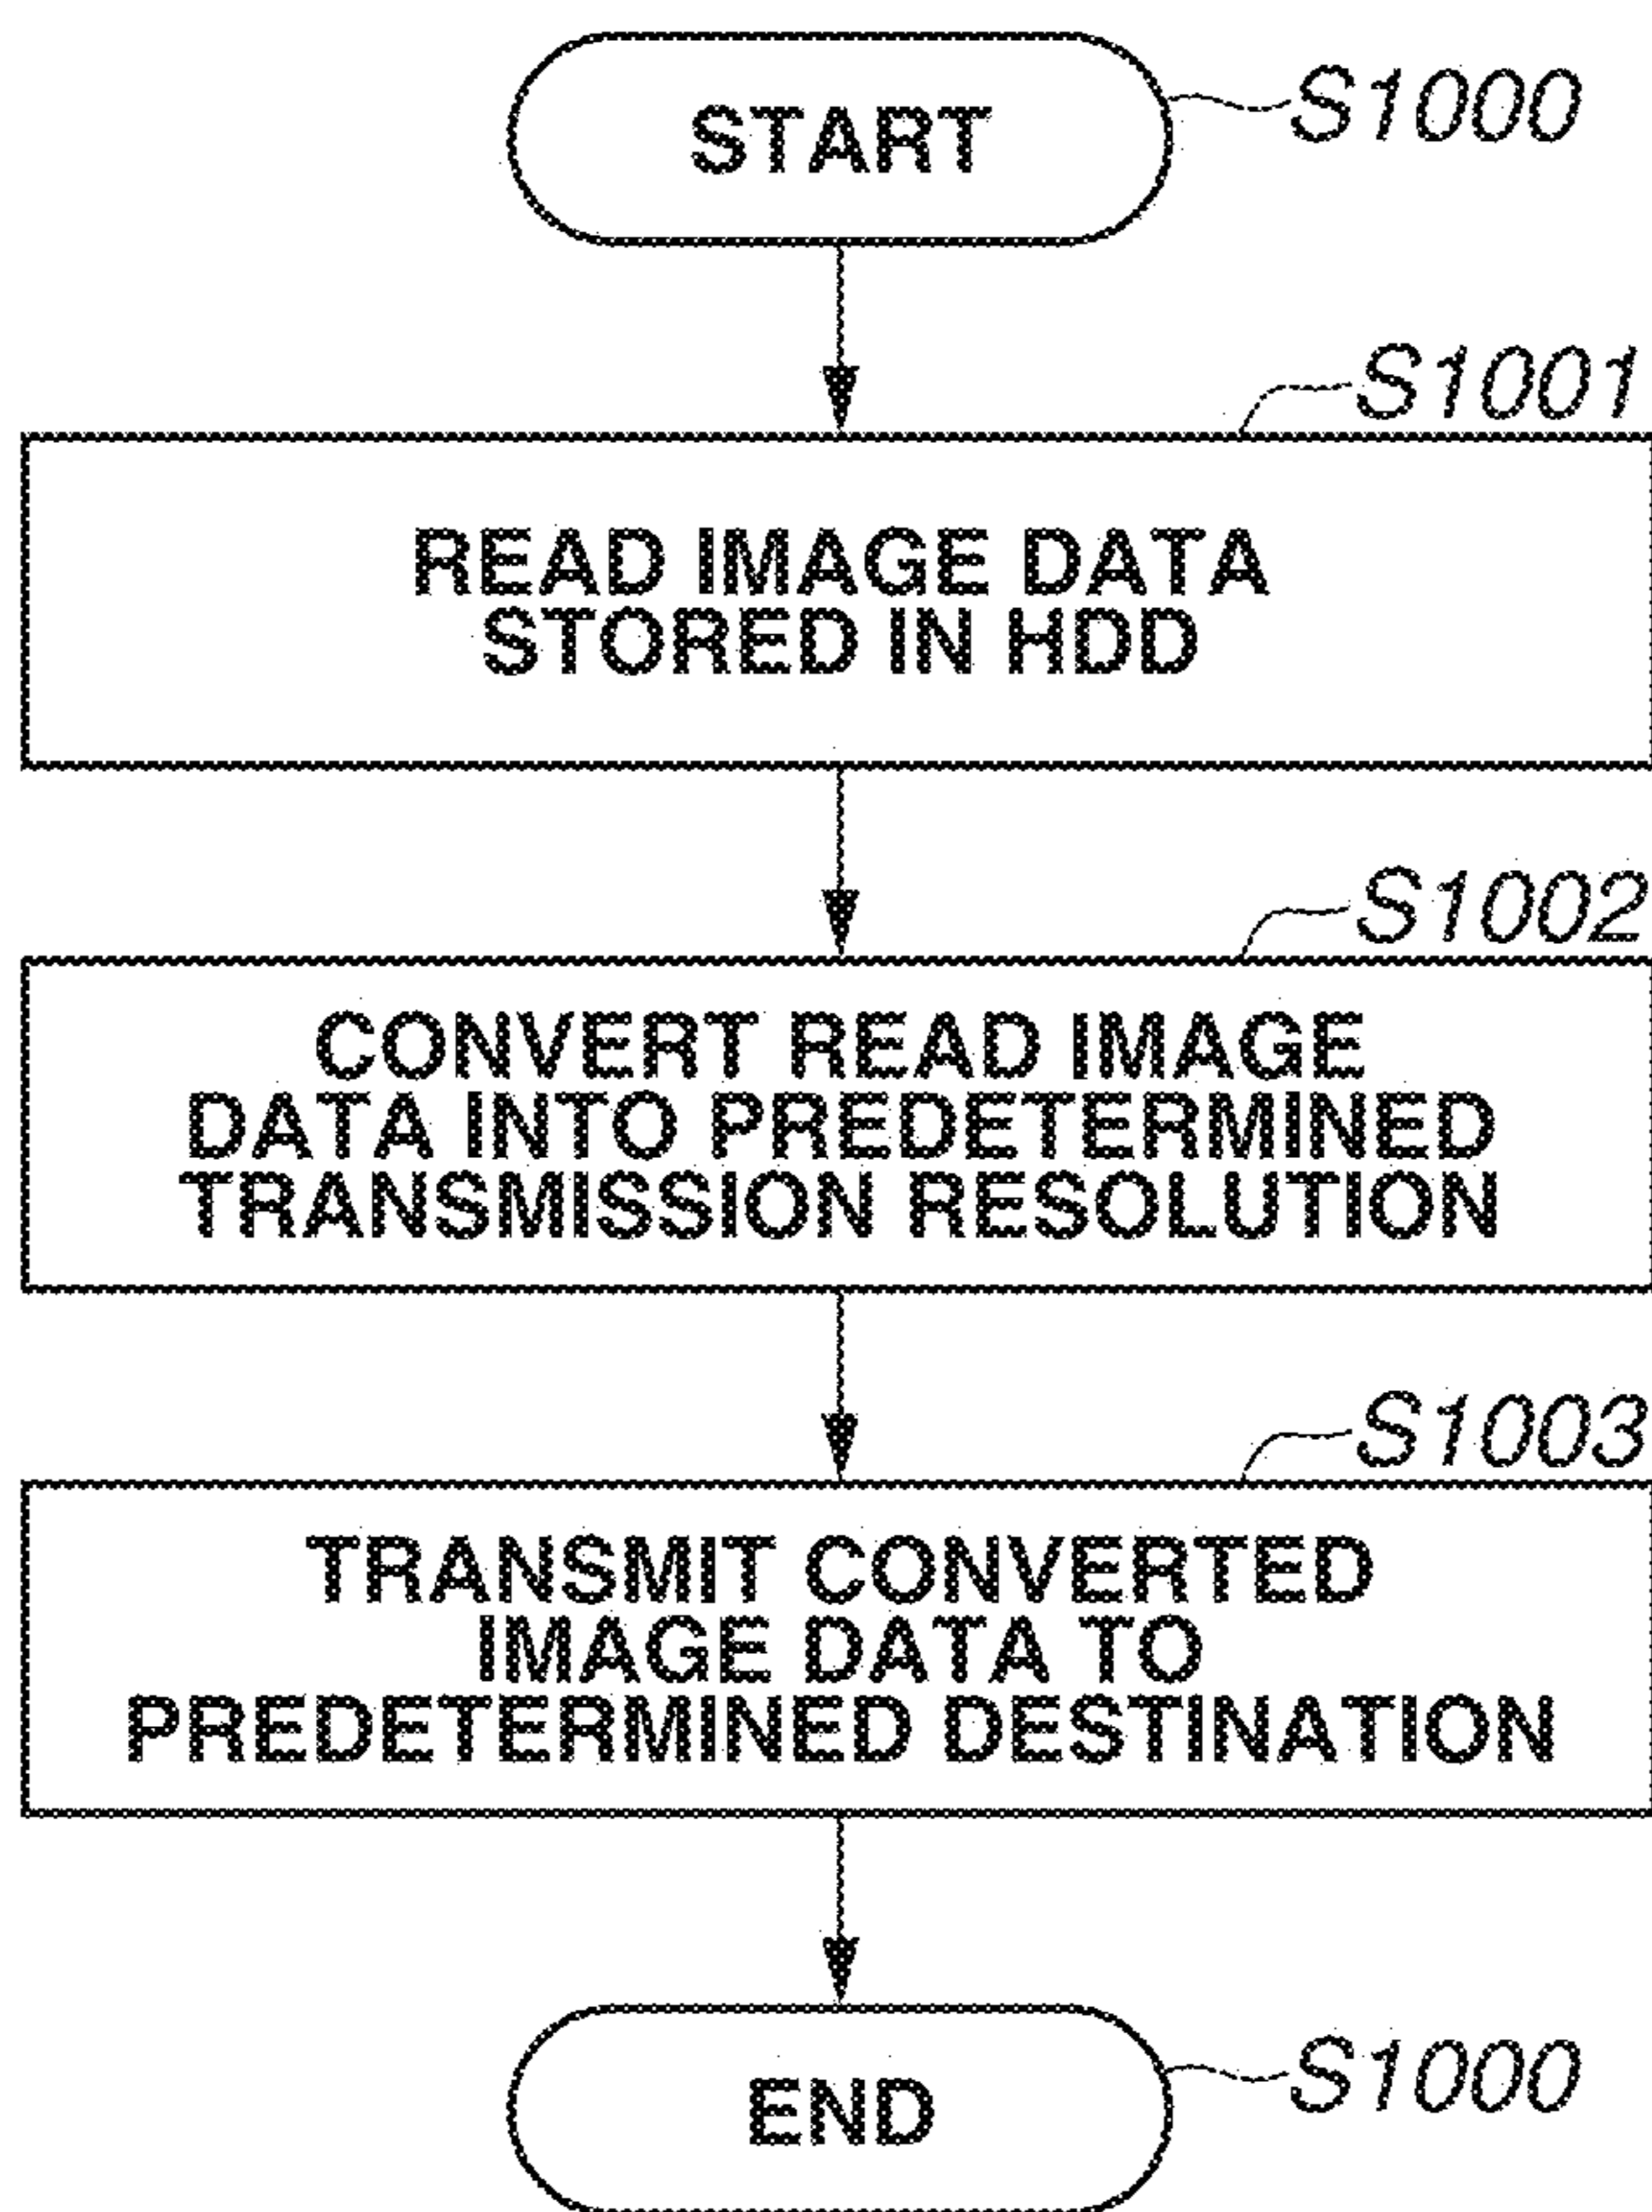 START
S1000
S1001
READ IMAGE DATA
STORED IN HDD
S1002
CONVERT READ IMAGE
DATA INTO PREDETERMINED
TRANSMISSION RESOLUTION
S1003
TRANSMIT CONVERTED
IMAGE DATA TO
PREDETERMINED DESTINATION
END
S1000